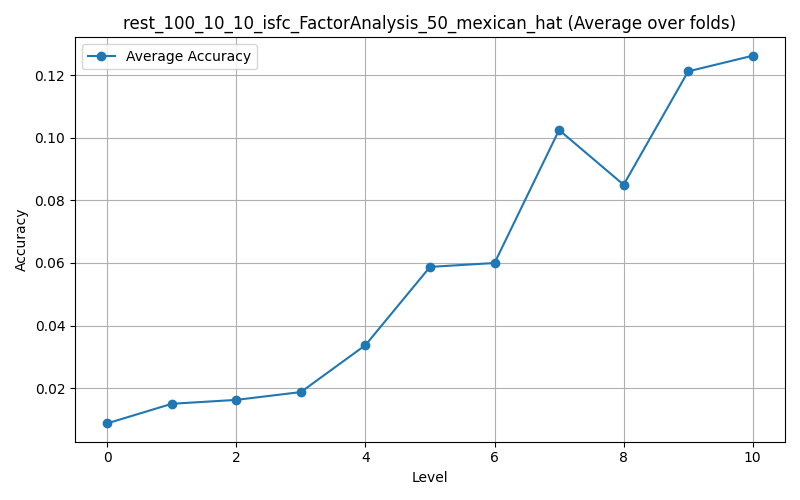 rest_100_10_10_isfc_FactorAnalysis_50_mexican_hat (Average over folds)
Average Accuracy
0.12
0.10
0.08
0.06
0.04
0.02
Accuracy
0 2 4 6 8 10
Level